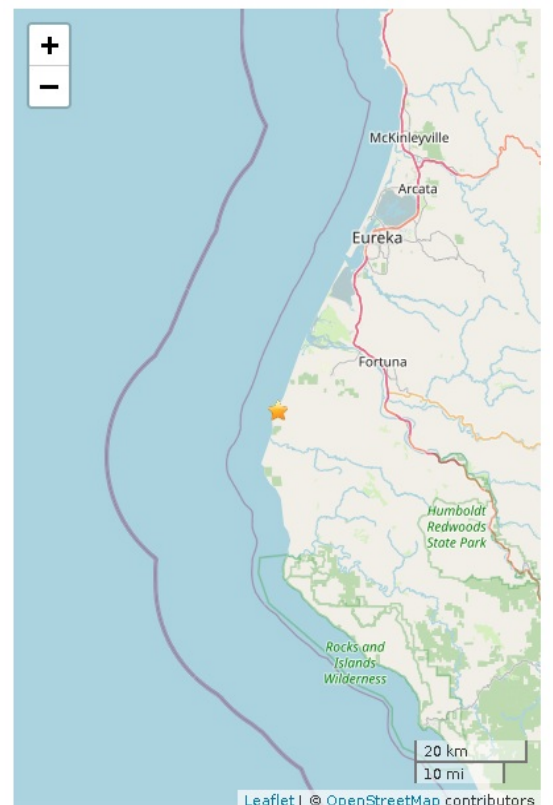 +
−
McKinleyville
Arcata
Eureka
Fortuna
Humboldt
Redwoods
State Park
Rocks and
Islands
Wilderness
20 km
10 mi
Leaflet | © OpenStreetMap contributors